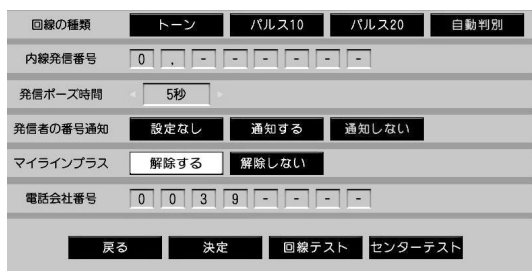 回線の種類 トーン パルス10 パルス20 自動判別
内線発信番号 0 , - - - - - -
発信ポーズ時間 5秒
発信者の番号通知 設定なし 通知する 通知しない
マイラインプラス 解除する 解除しない
電話会社番号 0 0 3 9 - - - -
戻る 決定 回線テスト センターテスト